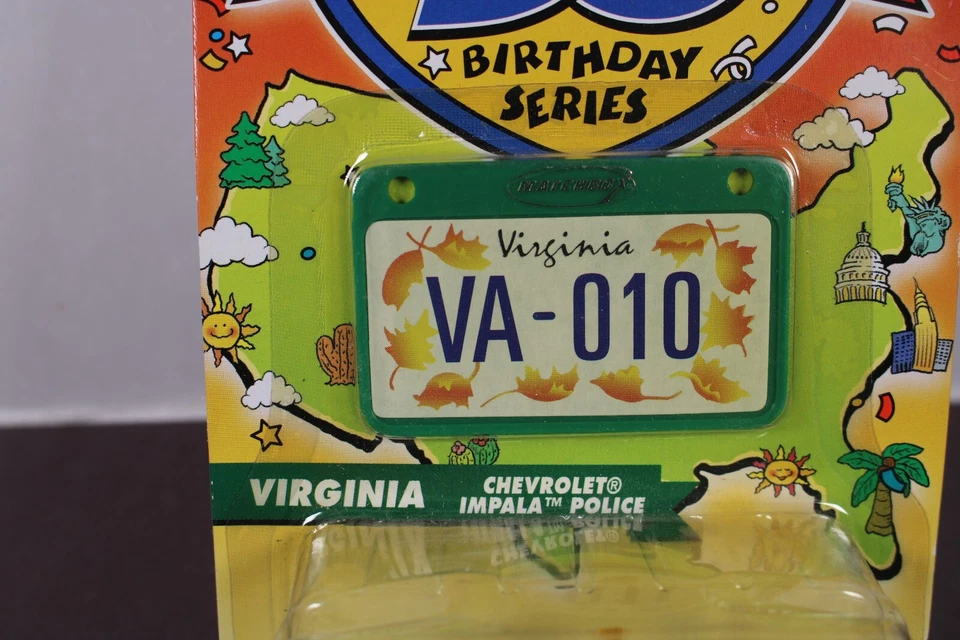 BIRTHDAY
SERIES
MATCHBOX
Virginia
VA-010
VIRGINIA
CHEVROLET®
IMPALA™ POLICE